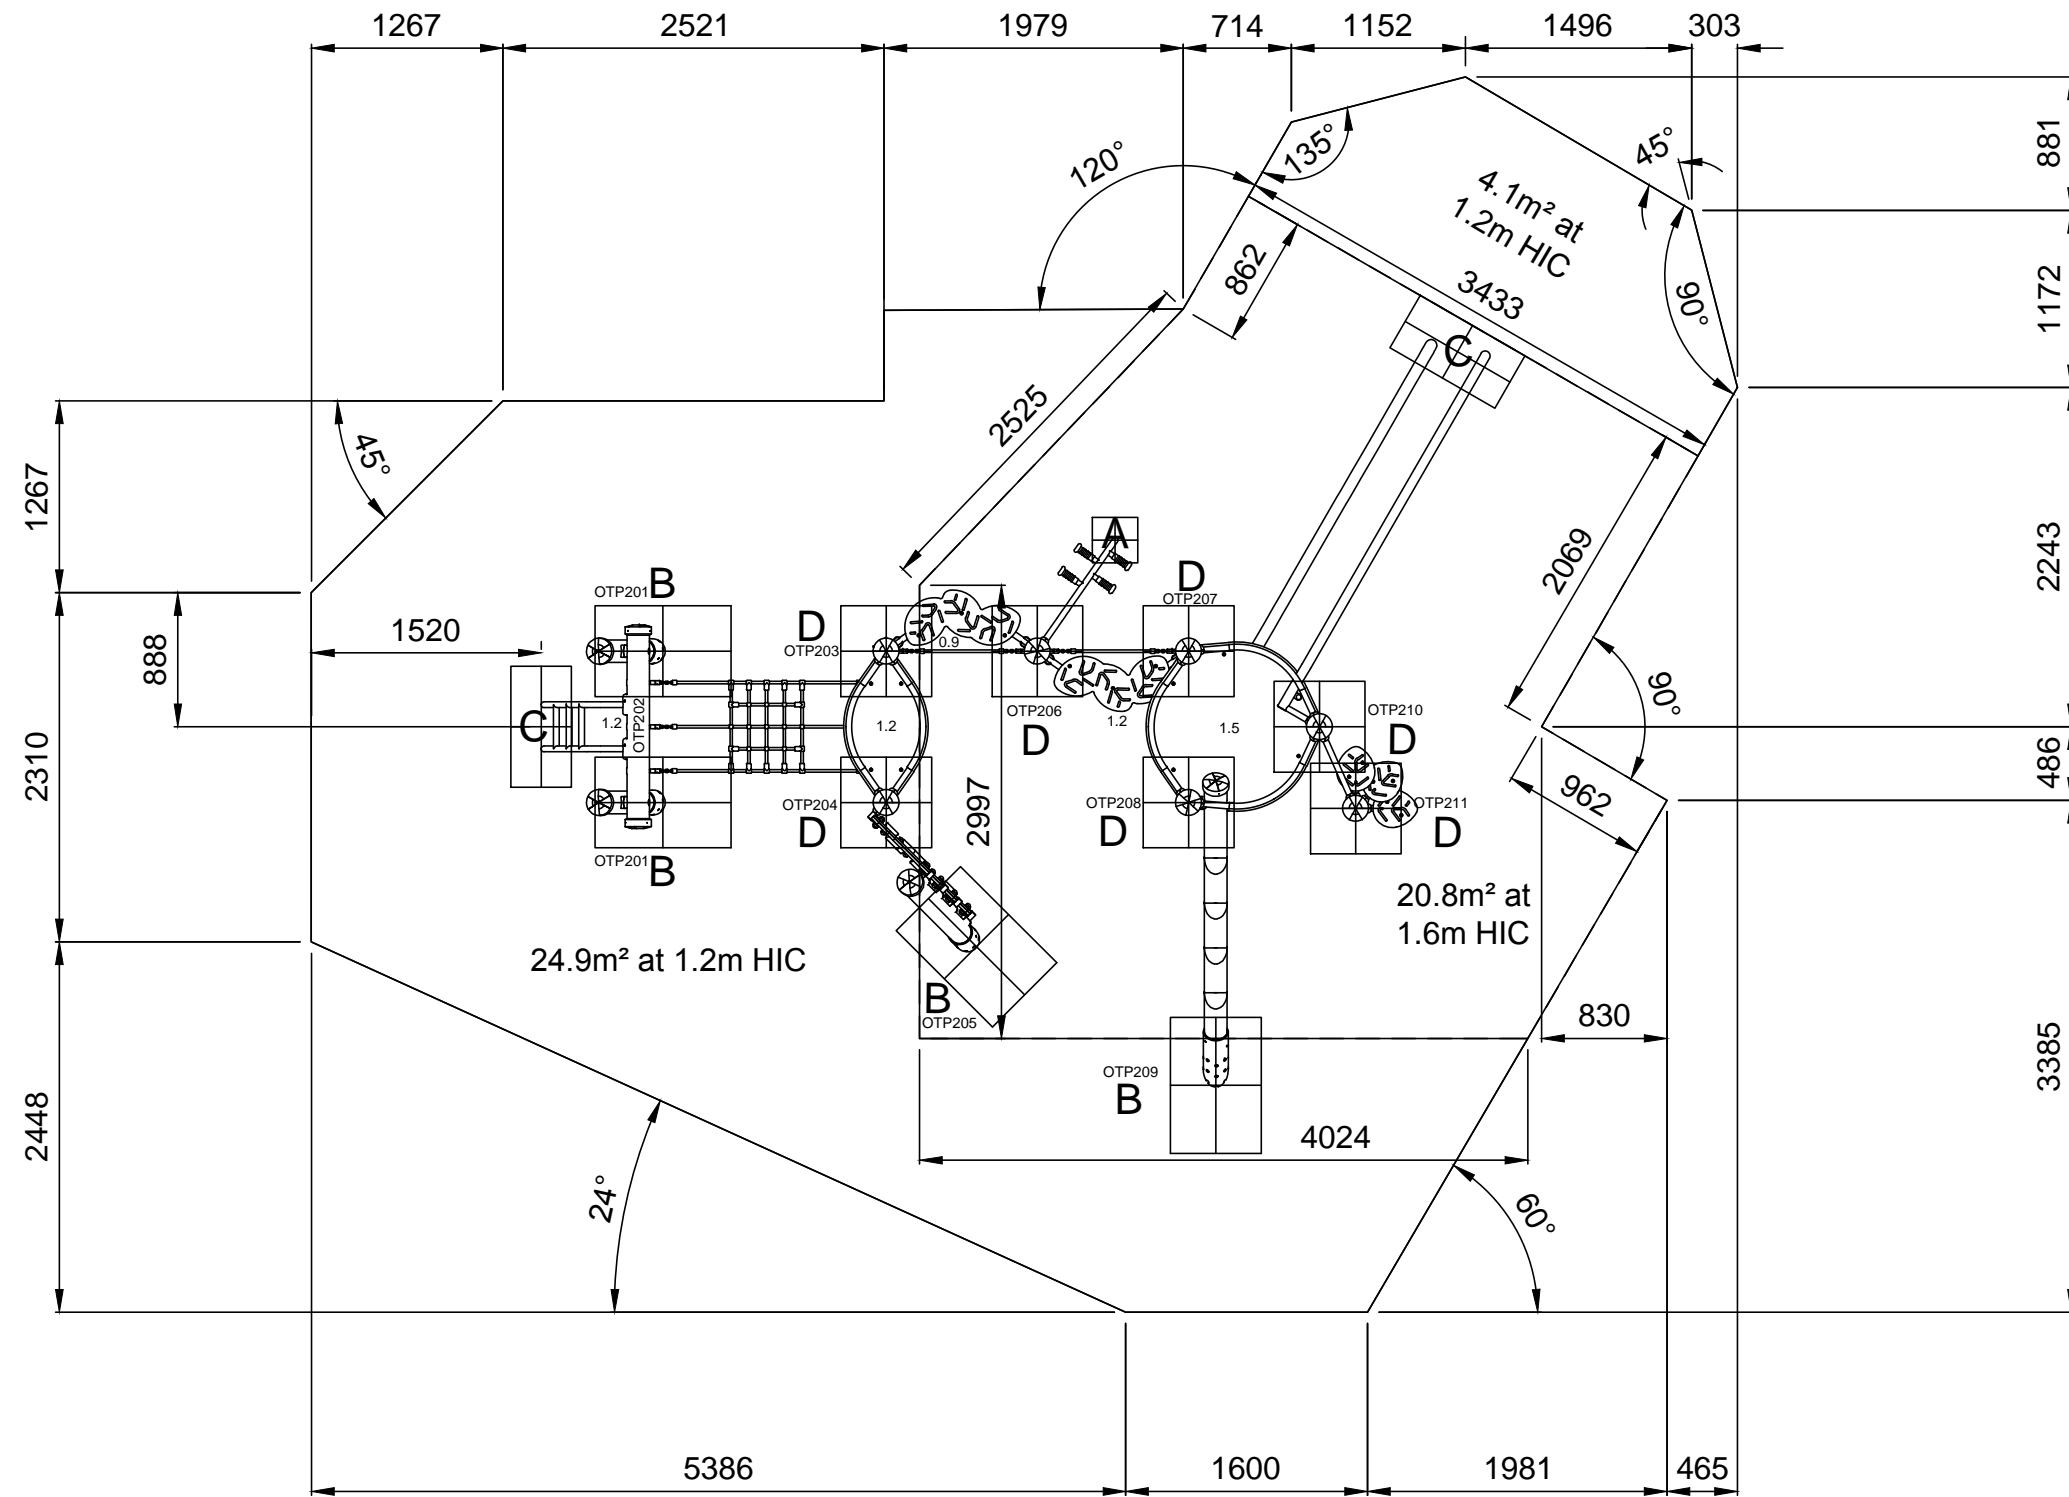 1267
2521
1979
714
1152
1496
303
881
120°
135°
45°
4.1m² at
1.2m HIC
862
3433
90°
1172
C
2525
45°
1267
A
2069
2243
OTP201
B
D
OTP207
1520
D
OTP203
0.9
90°
888
C
1.2
OTP202
1.2
OTP206
D
1.2
1.5
OTP210
D
486
962
2310
OTP204
D
2997
OTP208
D
OTP211
D
OTP201
B
20.8m² at
1.6m HIC
24.9m² at 1.2m HIC
B
OTP205
830
OTP209
B
3385
2448
4024
24°
60°
5386
1600
1981
465